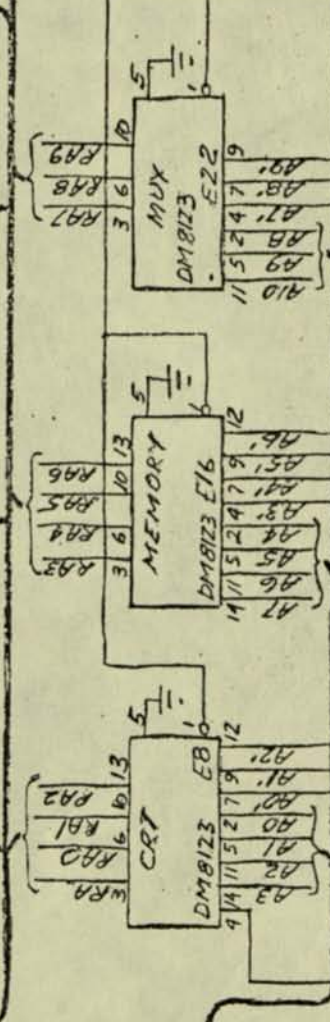 5
1
10
6
3
RA9
RA8
RA7
MUX
DM8123
E22
9
7
4
2
5
11
A9'
A8'
A7'
A8
A9
A10
5
1
13
10
6
3
RA6
RA5
RA4
RA3
MEMORY
DM8123 E16
12
9
7
4
2
5
11
14
A6'
A5'
A4'
A3'
A4
A5
A6
A7
5
1
13
10
6
3
RA2
RA1
RA0
WRA
CRT
DM8123
E8
12
9
7
2
5
11
14
4
A2'
A1'
A0'
A0
A1
A2
A3